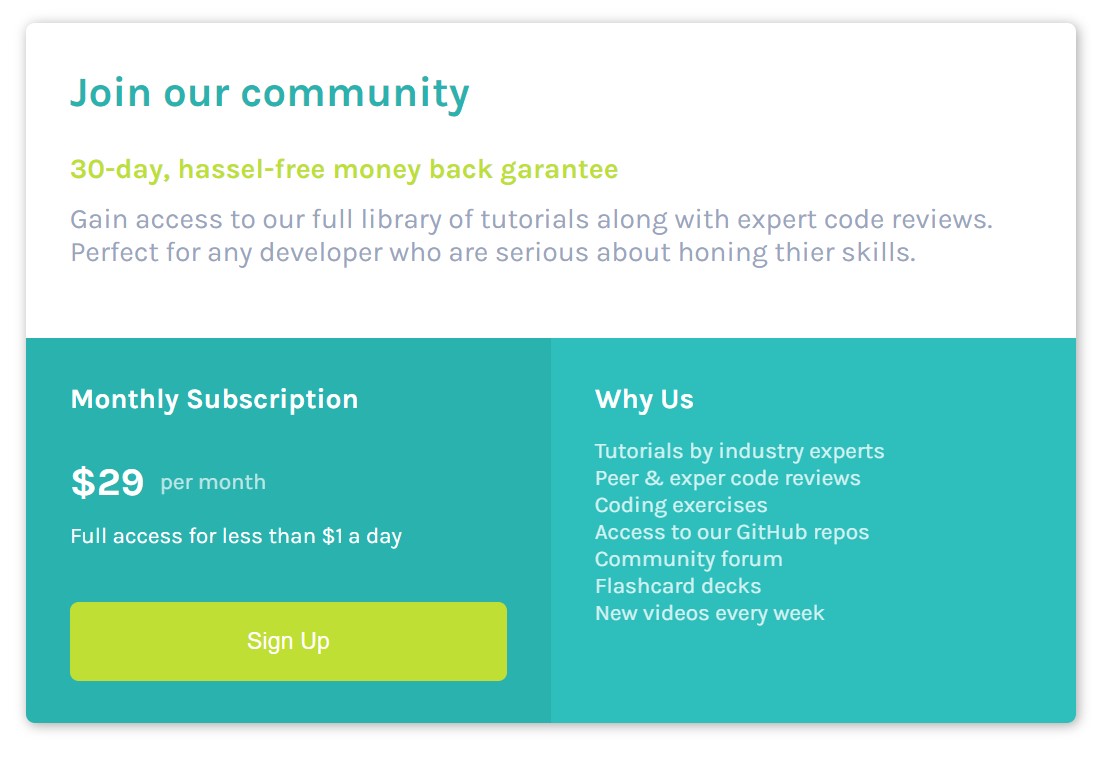 Join our community
30-day, hassel-free money back garantee
Gain access to our full library of tutorials along with expert code reviews.
Perfect for any developer who are serious about honing thier skills.
Monthly Subscription
$29 per month
Full access for less than $1 a day
Sign Up
Why Us
Tutorials by industry experts
Peer & exper code reviews
Coding exercises
Access to our GitHub repos
Community forum
Flashcard decks
New videos every week